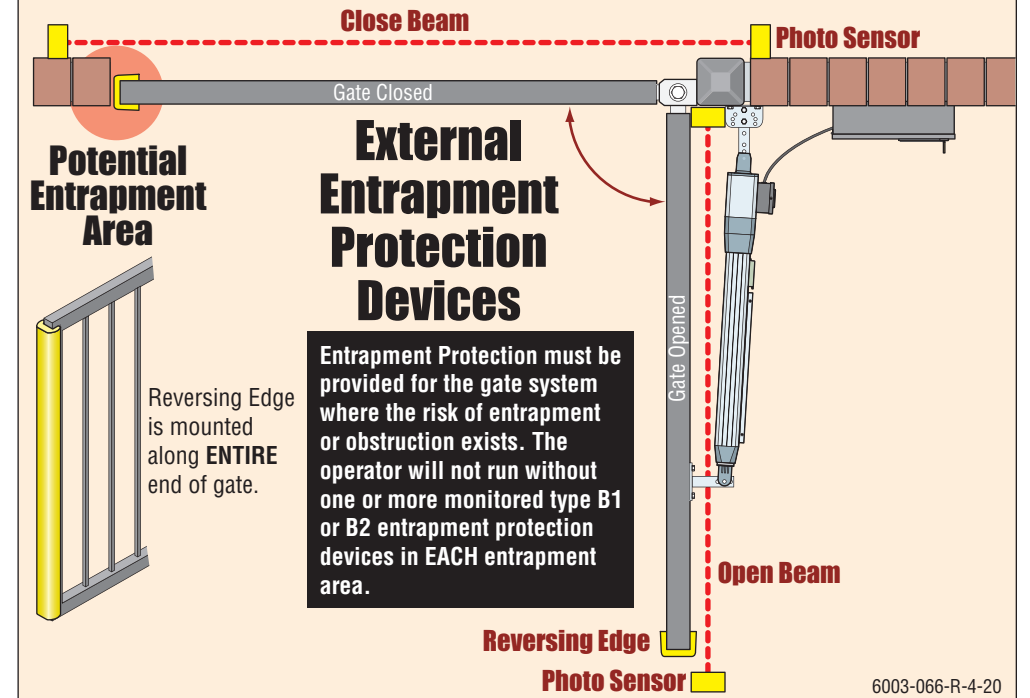 Close Beam
Photo Sensor
Gate Closed
Potential
Entrapment
Area
External
Entrapment
Protection
Devices
Reversing Edge
is mounted
along ENTIRE
end of gate.
Entrapment Protection must be
provided for the gate system
where the risk of entrapment
or obstruction exists. The
operator will not run without
one or more monitored type B1
or B2 entrapment protection
devices in EACH entrapment
area.
Gate Opened
Open Beam
Reversing Edge
Photo Sensor
6003-066-R-4-20